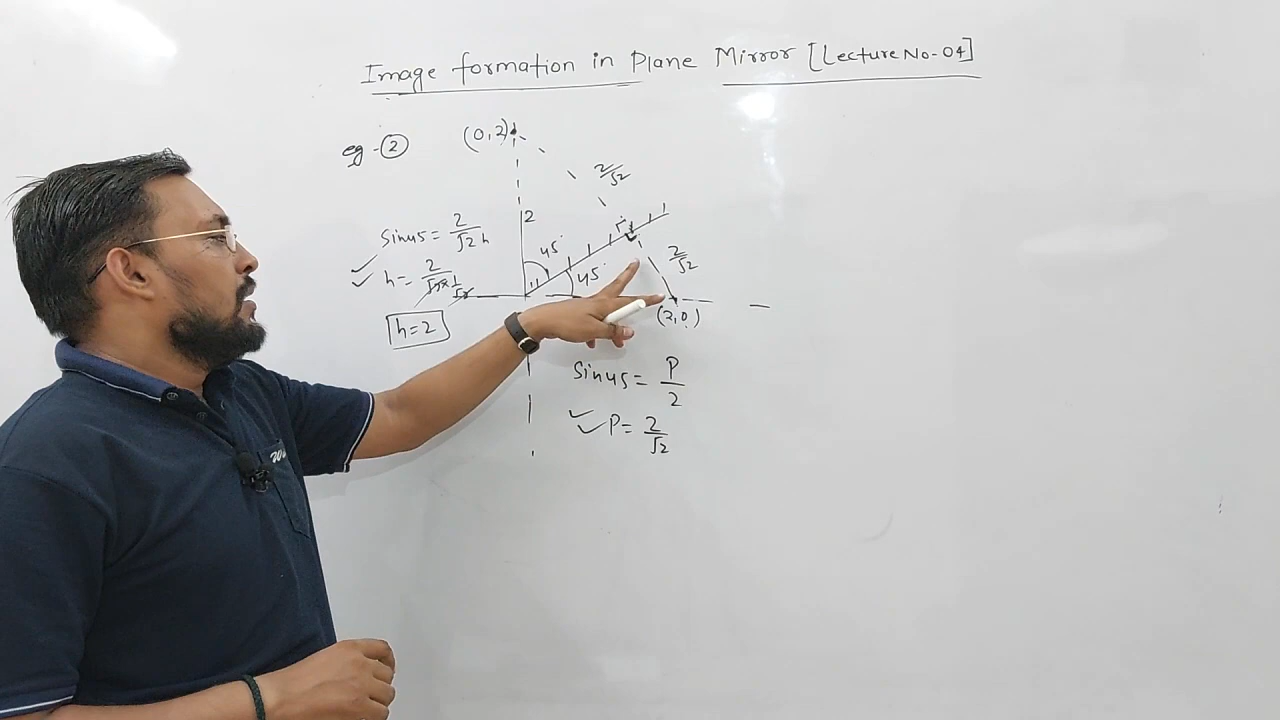 Image formation in Plane Mirror [Lecture No-04]
eg-②
(0,2)
2/√2
2
45°
45°
2/√2
(2,0)
Sin45 = 2/√2h
h = 2/√2×1/√2
h=2
Sin45 = P/2
P = 2/√2